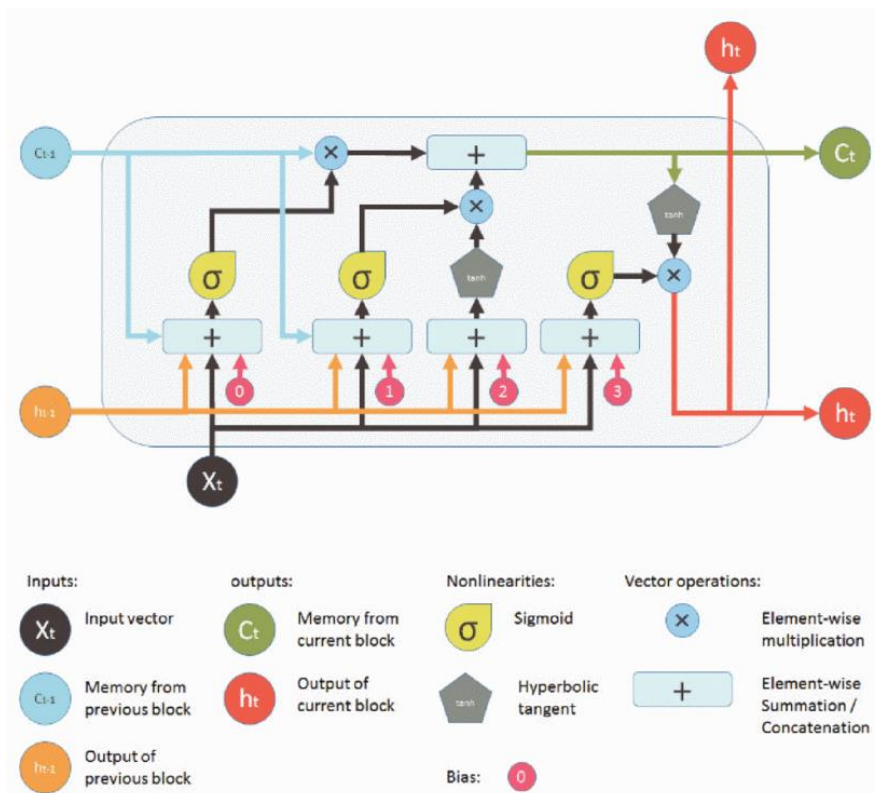 ht
Ct-1
×
+
Ct
×
tanh
σ
σ
tanh
σ
×
+
+
+
+
0
1
2
3
ht-1
ht
Xt
Inputs:
outputs:
Nonlinearities:
Vector operations:
Xt
Input vector
Ct
Memory from
current block
σ
Sigmoid
×
Element-wise
multiplication
Ct-1
Memory from
previous block
ht
Output of
current block
tanh
Hyperbolic
tangent
+
Element-wise
Summation /
Concatenation
ht-1
Output of
previous block
Bias:
0